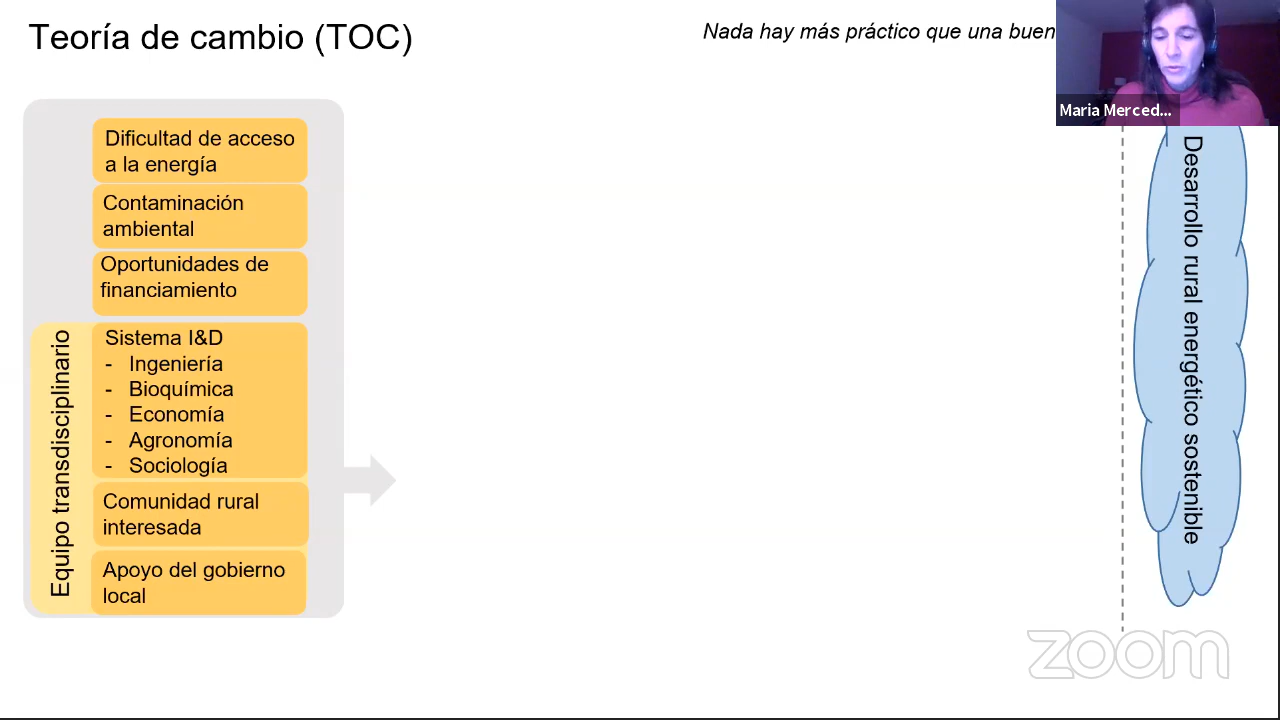 Teoría de cambio (TOC)
Nada hay más práctico que una buen
Maria Merced...
Dificultad de acceso
a la energía
Contaminación
ambiental
Oportunidades de
financiamiento
Equipo transdisciplinario
Sistema I&D
- Ingeniería
- Bioquímica
- Economía
- Agronomía
- Sociología
Comunidad rural
interesada
Apoyo del gobierno
local
Desarrollo rural energético sostenible
zoom